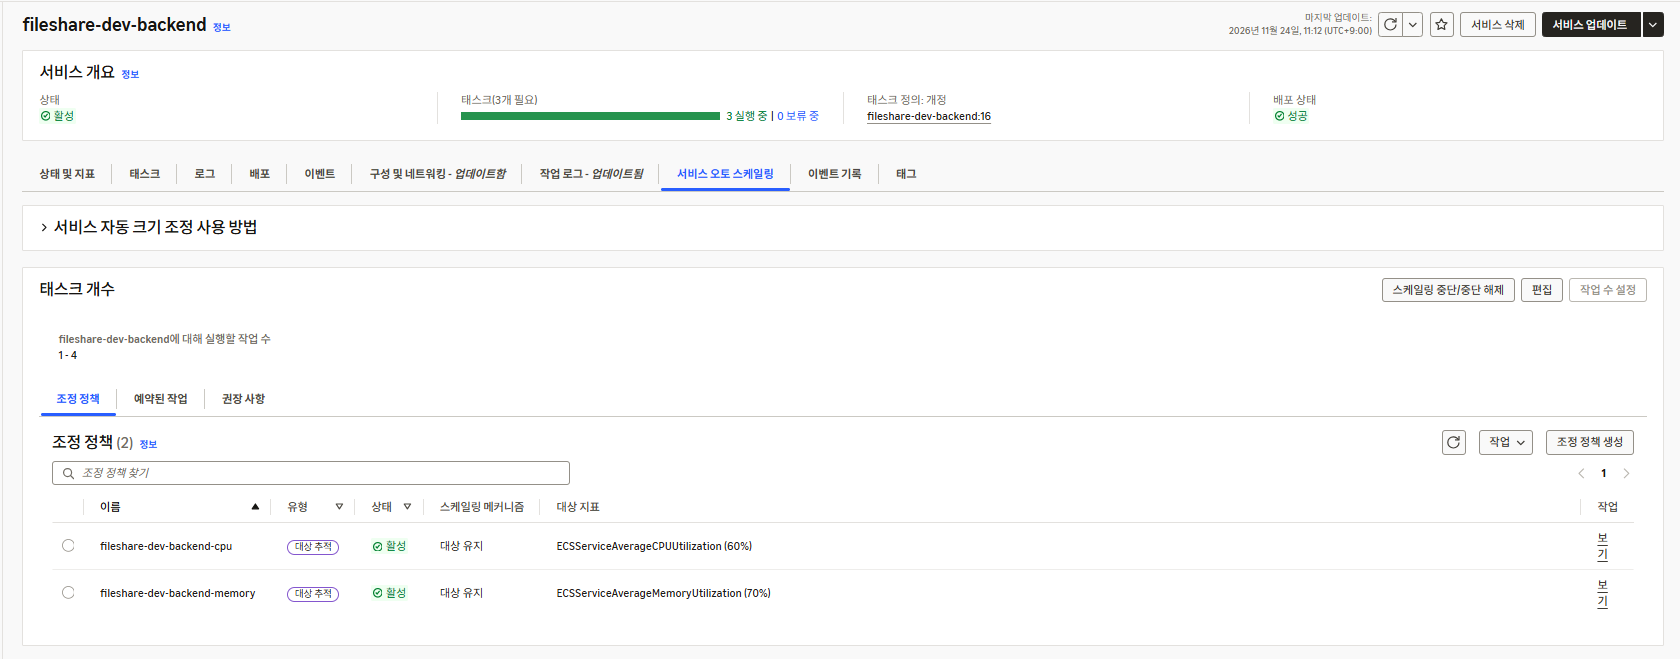 fileshare-dev-backend 정보
마지막 업데이트:
2026년 11월 24일, 11:12 (UTC+9:00)
서비스 삭제
서비스 업데이트
서비스 개요 정보
상태
활성
태스크(3개 필요)
3 실행 중 | 0 보류 중
태스크 정의: 개정
fileshare-dev-backend:16
배포 상태
성공
상태 및 지표
태스크
로그
배포
이벤트
구성 및 네트워킹 - 업데이트함
작업 로그 - 업데이트됨
서비스 오토 스케일링
이벤트 기록
태그
서비스 자동 크기 조정 사용 방법
태스크 개수
스케일링 중단/중단 해제
편집
작업 수 설정
fileshare-dev-backend에 대해 실행할 작업 수
1 - 4
조정 정책
예약된 작업
권장 사항
조정 정책 (2) 정보
작업
조정 정책 생성
조정 정책 찾기
1
이름
유형
상태
스케일링 메커니즘
대상 지표
작업
fileshare-dev-backend-cpu
대상 추적
활성
대상 유지
ECSServiceAverageCPUUtilization (60%)
보
기
fileshare-dev-backend-memory
대상 추적
활성
대상 유지
ECSServiceAverageMemoryUtilization (70%)
보
기